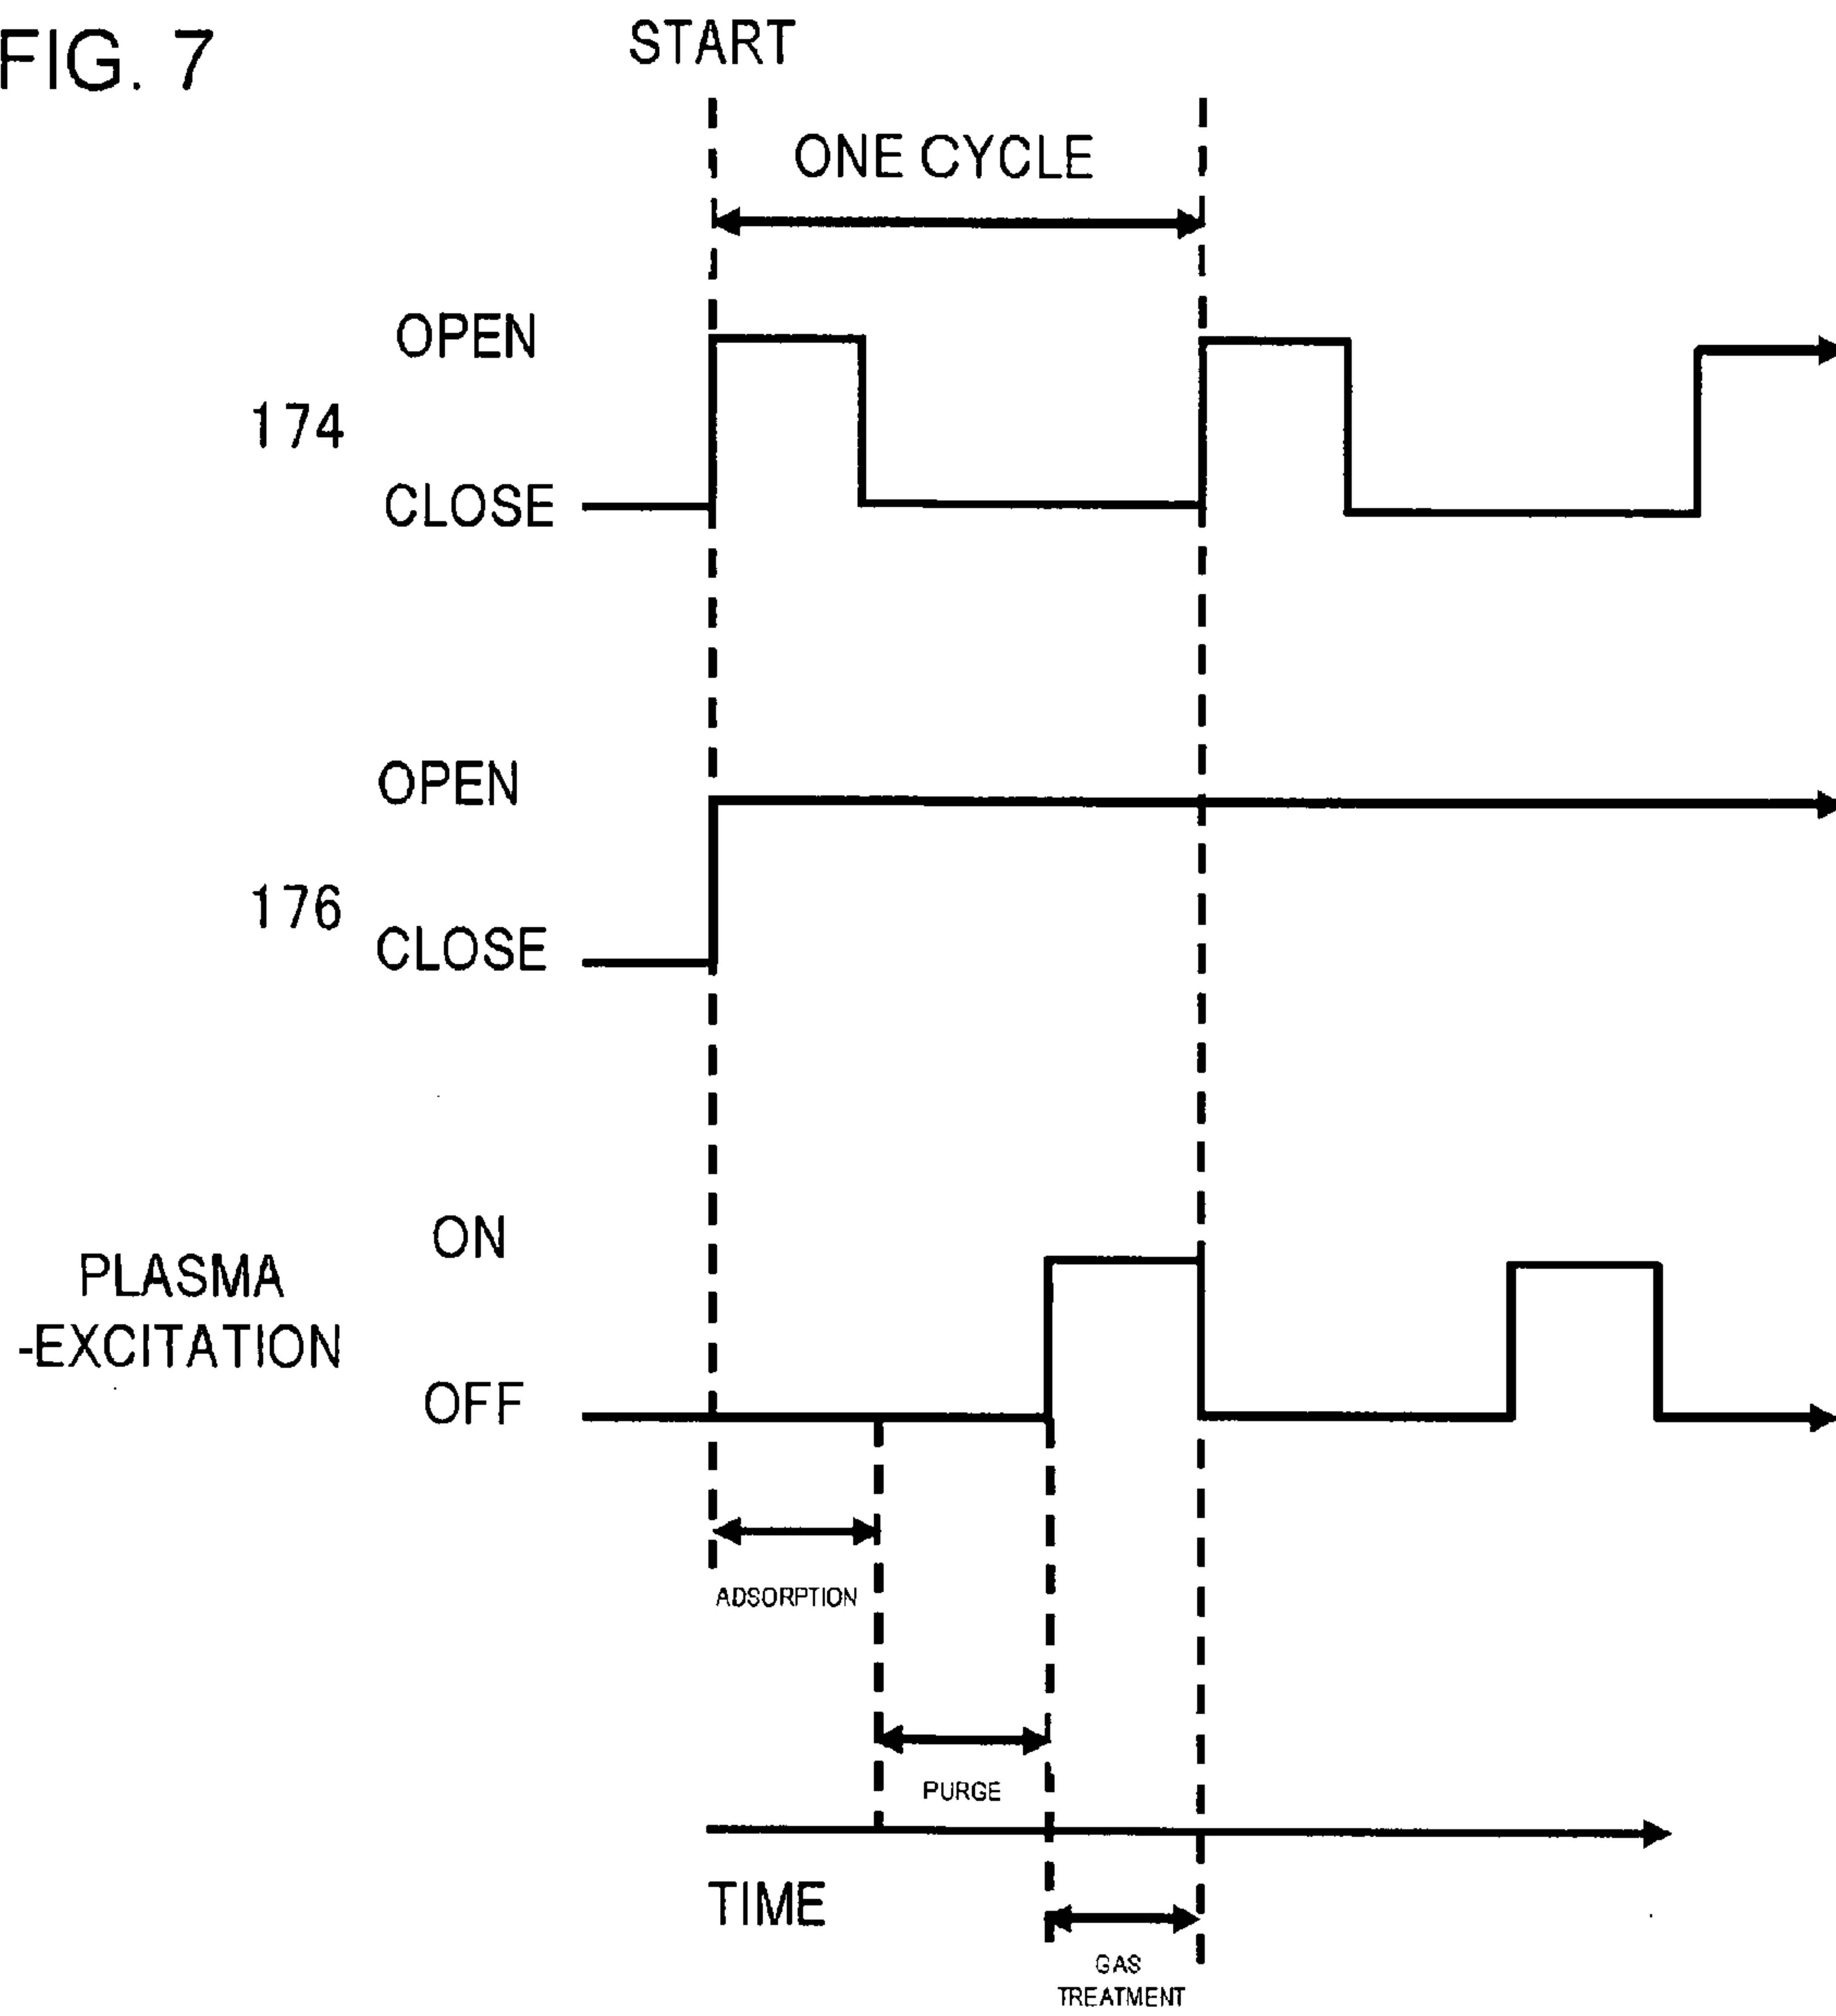 FIG. 7
START
ONE CYCLE
OPEN
174
CLOSE
OPEN
176
CLOSE
ON
PLASMA
-EXCITATION
OFF
ADSORPTION
PURGE
TIME
GAS
TREATMENT